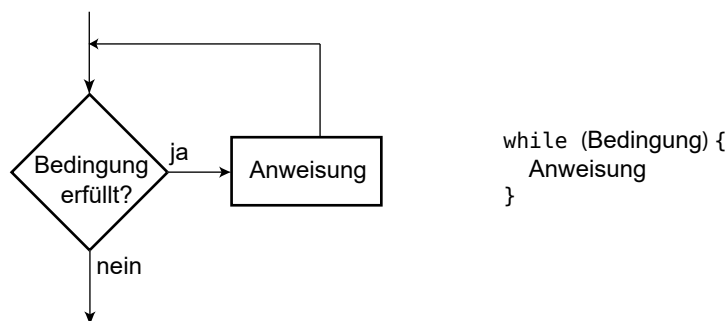 Bedingung
erfüllt?
ja
Anweisung
nein
while (Bedingung) {
Anweisung
}